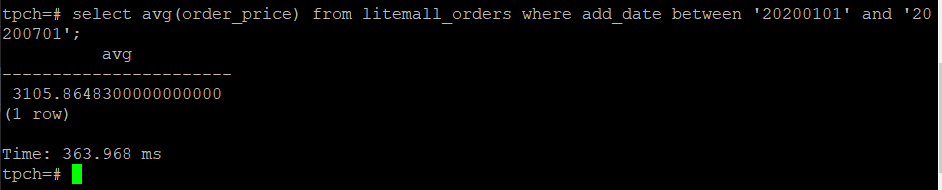 tpch=# select avg(order_price) from litemall_orders where add_date between '20200101' and '20
200701';
avg
-----------------------
3105.8648300000000000
(1 row)
Time: 363.968 ms
tpch=#